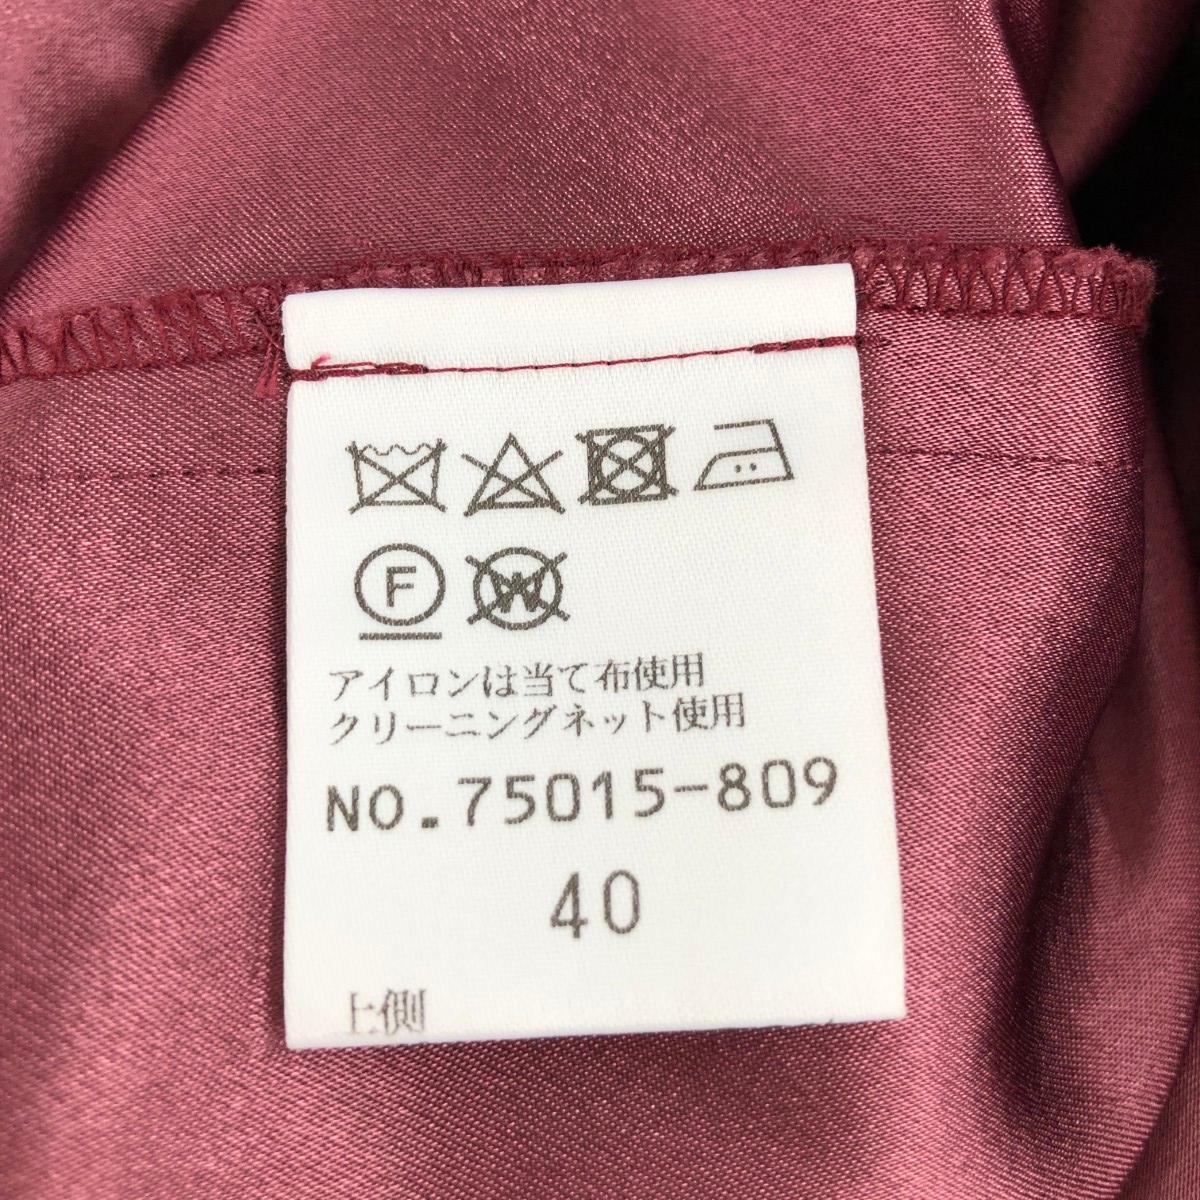 F W
アイロンは当て布使用
クリーニングネット使用
NO.75015-809
40
上側